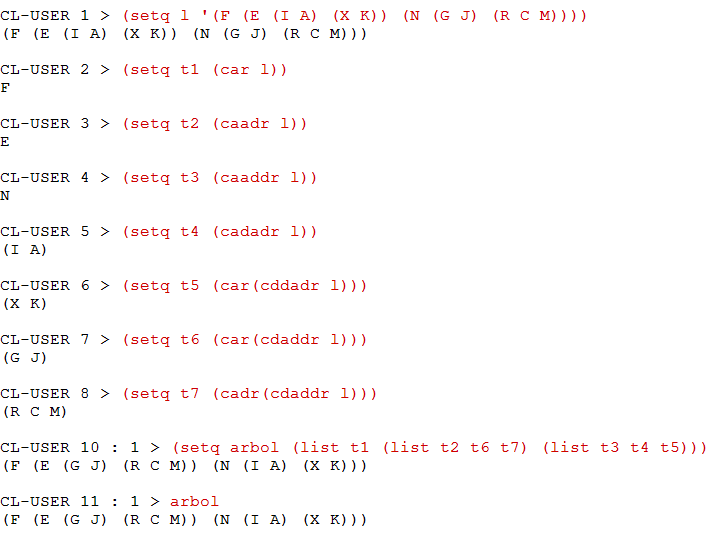 CL-USER 1 > (setq l '(F (E (I A) (X K)) (N (G J) (R C M))))
(F (E (I A) (X K)) (N (G J) (R C M)))
CL-USER 2 > (setq t1 (car l))
F
CL-USER 3 > (setq t2 (caadr l))
E
CL-USER 4 > (setq t3 (caaddr l))
N
CL-USER 5 > (setq t4 (cadadr l))
(I A)
CL-USER 6 > (setq t5 (car(cddadr l)))
(X K)
CL-USER 7 > (setq t6 (car(cdaddr l)))
(G J)
CL-USER 8 > (setq t7 (cadr(cdaddr l)))
(R C M)
CL-USER 10 : 1 > (setq arbol (list t1 (list t2 t6 t7) (list t3 t4 t5)))
(F (E (G J) (R C M)) (N (I A) (X K)))
CL-USER 11 : 1 > arbol
(F (E (G J) (R C M)) (N (I A) (X K)))